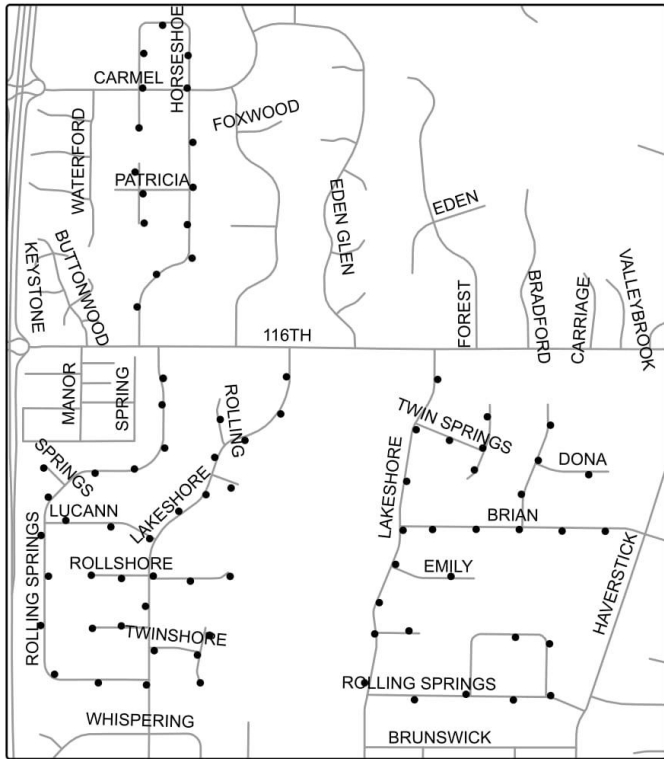 HORSESHOE
CARMEL
FOXWOOD
WATERFORD
PATRICIA
EDEN GLEN
EDEN
KEYSTONE
BUTTONWOOD
FOREST
BRADFORD
CARRIAGE
VALLEYBROOK
116TH
MANOR
SPRING
ROLLING
TWIN SPRINGS
SPRINGS
DONA
LAKESHORE
LAKESHORE
LUCANN
BRIAN
ROLLING SPRINGS
ROLLSHORE
EMILY
HAVERSTICK
TWINSHORE
ROLLING SPRINGS
WHISPERING
BRUNSWICK